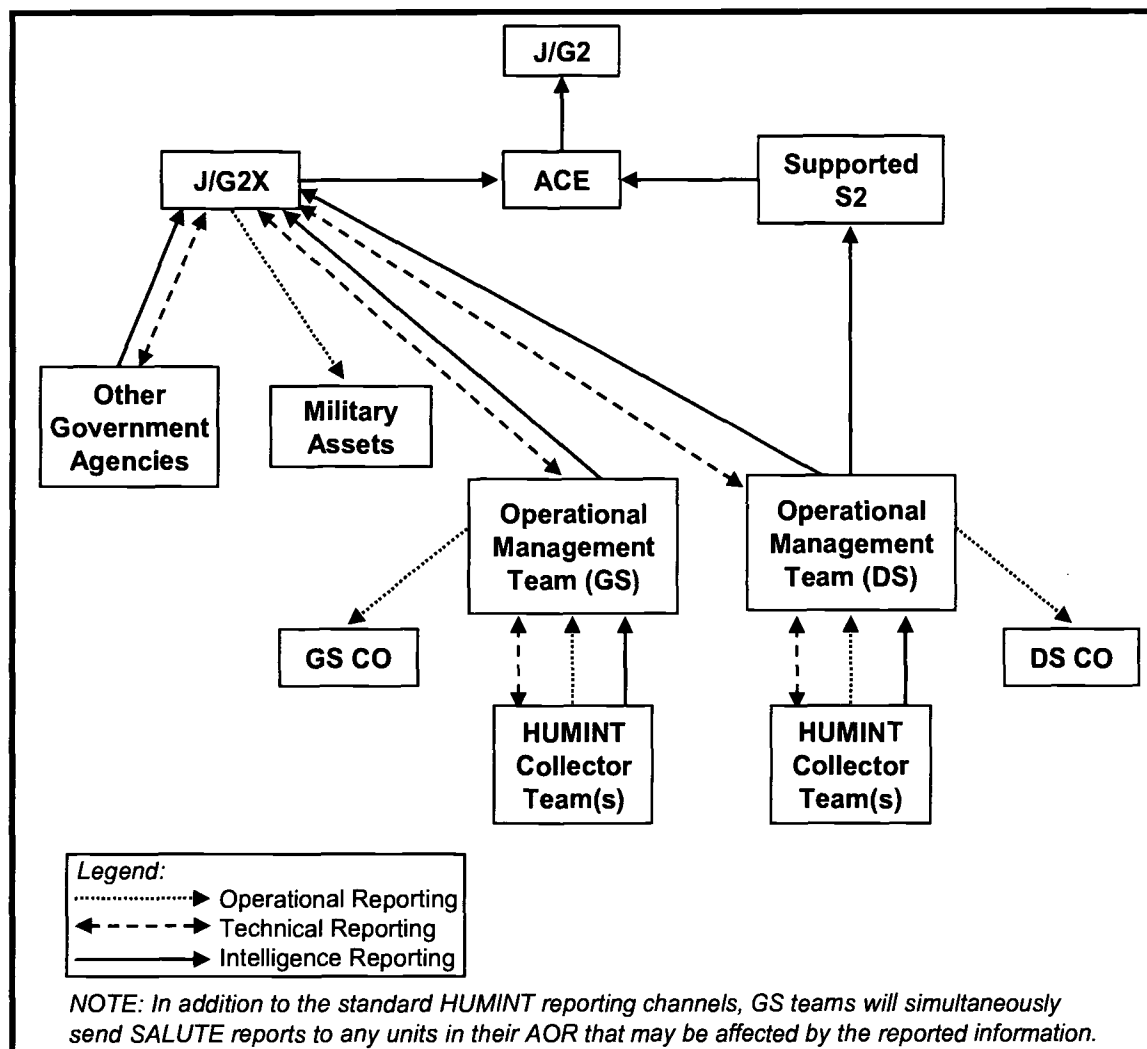 J/G2
J/G2X
ACE
Supported
S2
Other
Government
Agencies
Military
Assets
Operational
Management
Team (GS)
Operational
Management
Team (DS)
GS CO
DS CO
HUMINT
Collector
Team(s)
HUMINT
Collector
Team(s)
Legend:
Operational Reporting
Technical Reporting
Intelligence Reporting
NOTE: In addition to the standard HUMINT reporting channels, GS teams will simultaneously
send SALUTE reports to any units in their AOR that may be affected by the reported information.